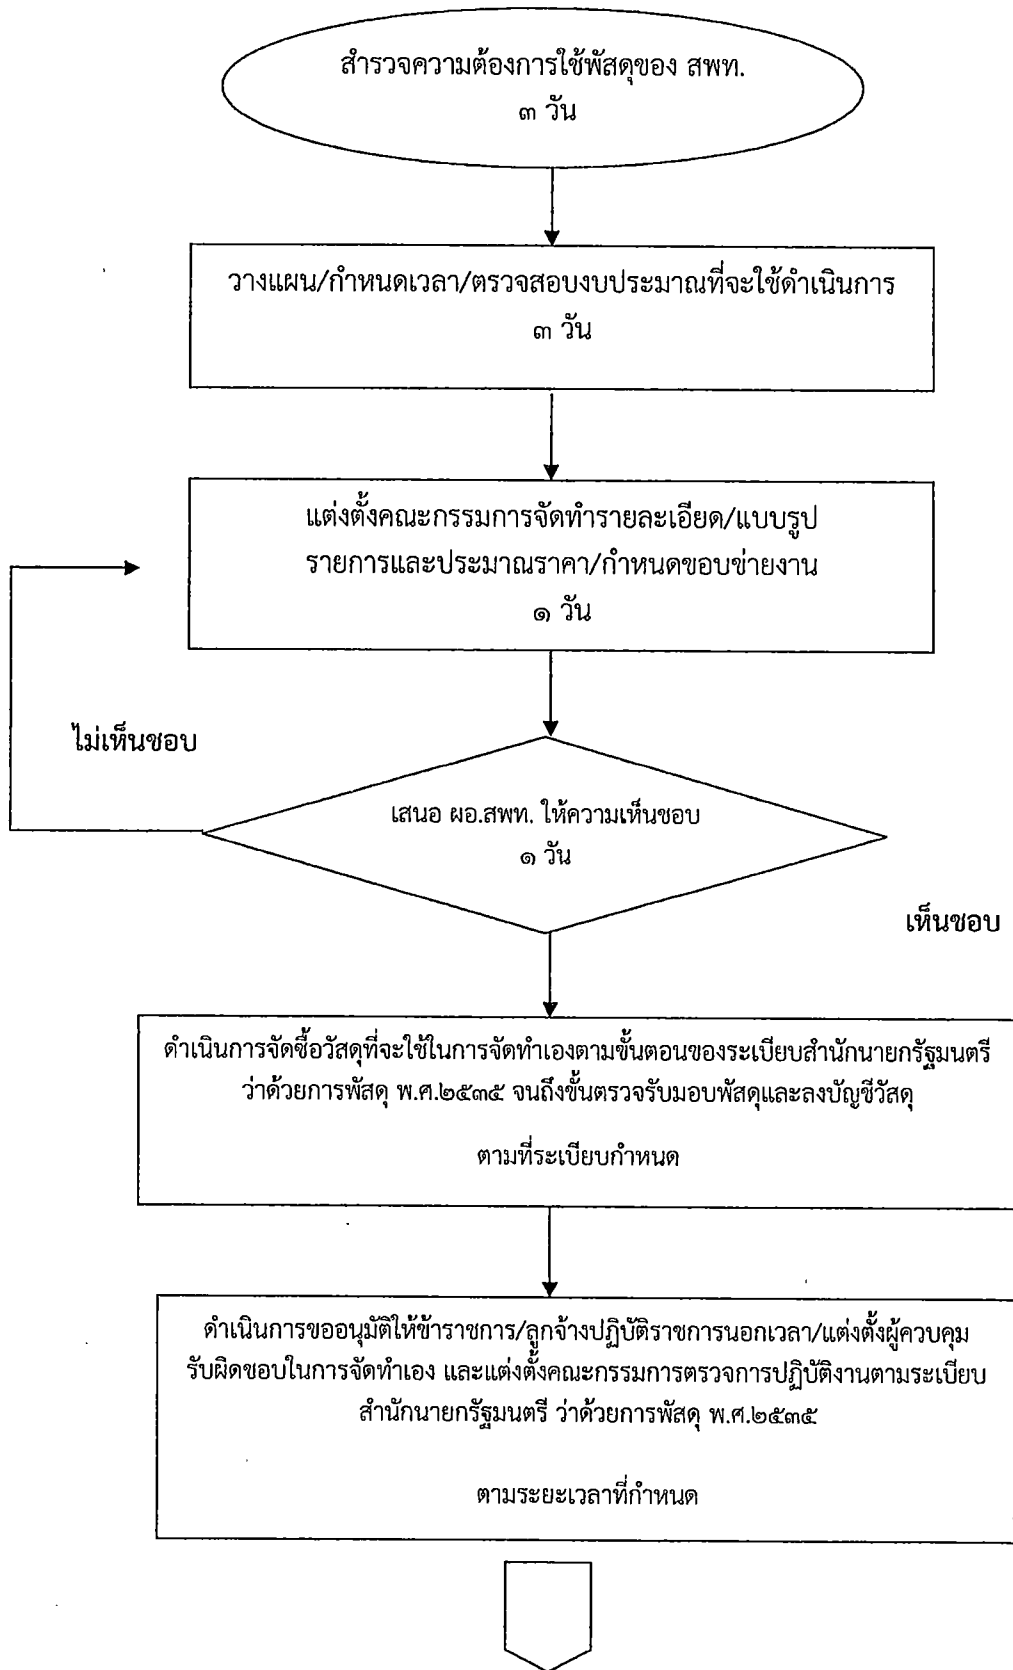 สำรวจความต้องการใช้พัสดุของ สพท.
๓ วัน
วางแผน/กำหนดเวลา/ตรวจสอบงบประมาณที่จะใช้ดำเนินการ
๓ วัน
แต่งตั้งคณะกรรมการจัดทำรายละเอียด/แบบรูป
รายการและประมาณราคา/กำหนดขอบข่ายงาน
๑ วัน
ไม่เห็นชอบ
เสนอ ผอ.สพท. ให้ความเห็นชอบ
๑ วัน
เห็นชอบ
ดำเนินการจัดซื้อวัสดุที่จะใช้ในการจัดทำเองตามขั้นตอนของระเบียบสำนักนายกรัฐมนตรี
ว่าด้วยการพัสดุ พ.ศ.๒๕๓๕ จนถึงขั้นตรวจรับมอบพัสดุและลงบัญชีวัสดุ
ตามที่ระเบียบกำหนด
ดำเนินการขออนุมัติให้ข้าราชการ/ลูกจ้างปฏิบัติราชการนอกเวลา/แต่งตั้งผู้ควบคุม
รับผิดชอบในการจัดทำเอง และแต่งตั้งคณะกรรมการตรวจการปฏิบัติงานตามระเบียบ
สำนักนายกรัฐมนตรี ว่าด้วยการพัสดุ พ.ศ.๒๕๓๕
ตามระยะเวลาที่กำหนด